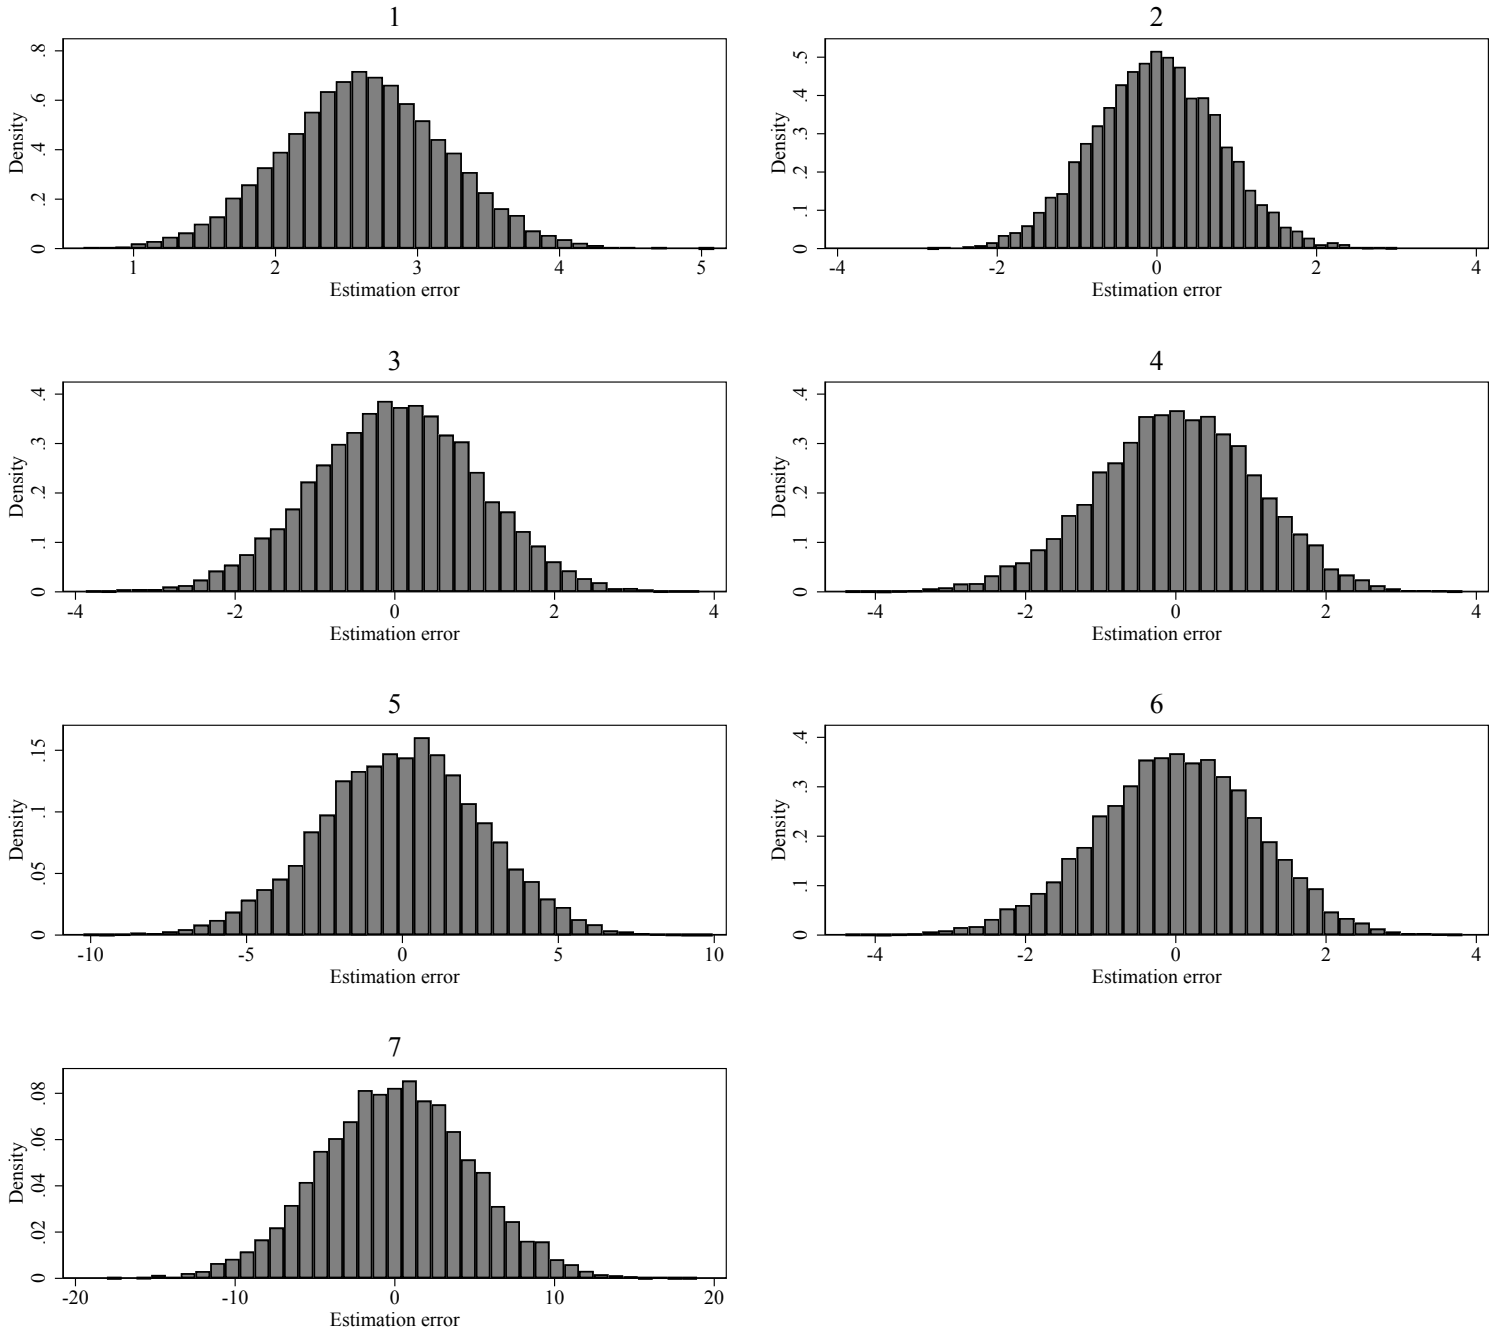 1
Density
.8
.6
.4
.2
0
1 2 3 4 5
Estimation error
2
Density
.5
.4
.3
.2
.1
0
-4 -2 0 2 4
Estimation error
3
Density
.4
.3
.2
.1
0
-4 -2 0 2 4
Estimation error
4
Density
.4
.3
.2
.1
0
-4 -2 0 2 4
Estimation error
5
Density
.15
.1
.05
0
-10 -5 0 5 10
Estimation error
6
Density
.4
.3
.2
.1
0
-4 -2 0 2 4
Estimation error
7
Density
.08
.06
.04
.02
0
-20 -10 0 10 20
Estimation error